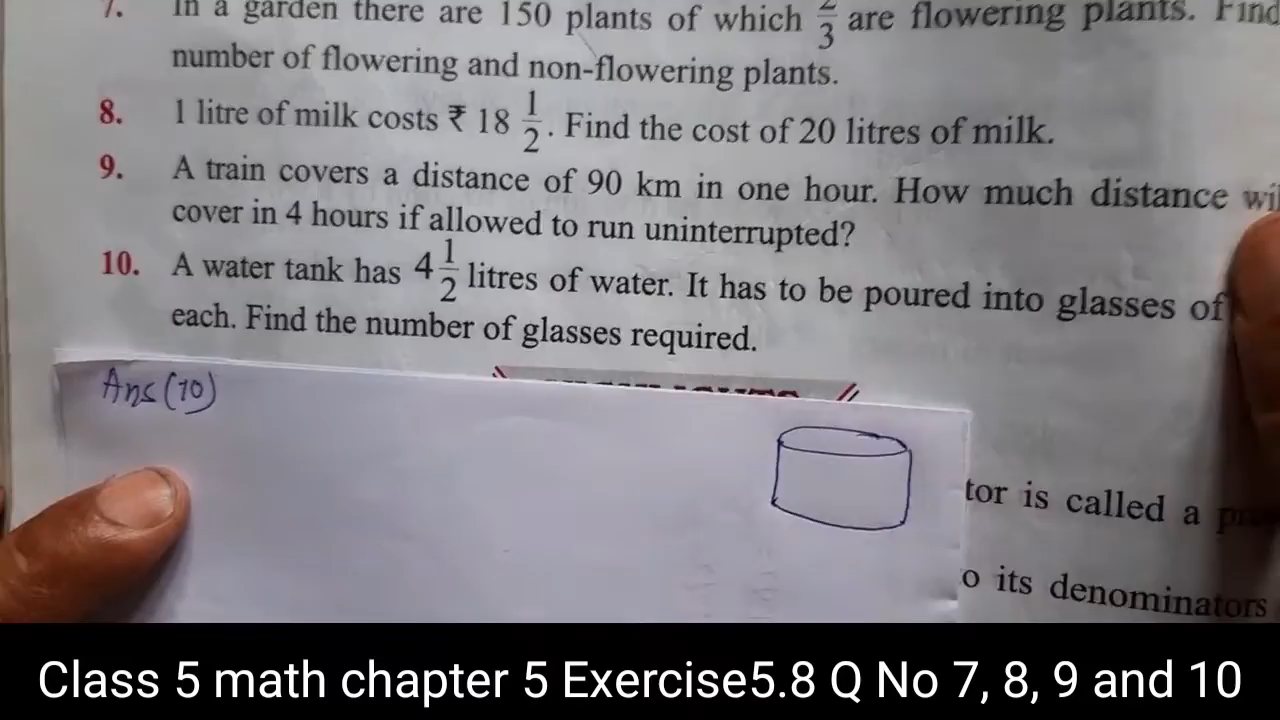 7. In a garden there are 150 plants of which 2/3 are flowering plants. Find
number of flowering and non-flowering plants.
8. 1 litre of milk costs ₹ 18 1/2. Find the cost of 20 litres of milk.
9. A train covers a distance of 90 km in one hour. How much distance
cover in 4 hours if allowed to run uninterrupted?
10. A water tank has 4 1/2 litres of water. It has to be poured into glasses of
each. Find the number of glasses required.
Ans (10)
tor is called a
o its denominators
Class 5 math chapter 5 Exercise5.8 Q No 7, 8, 9 and 10